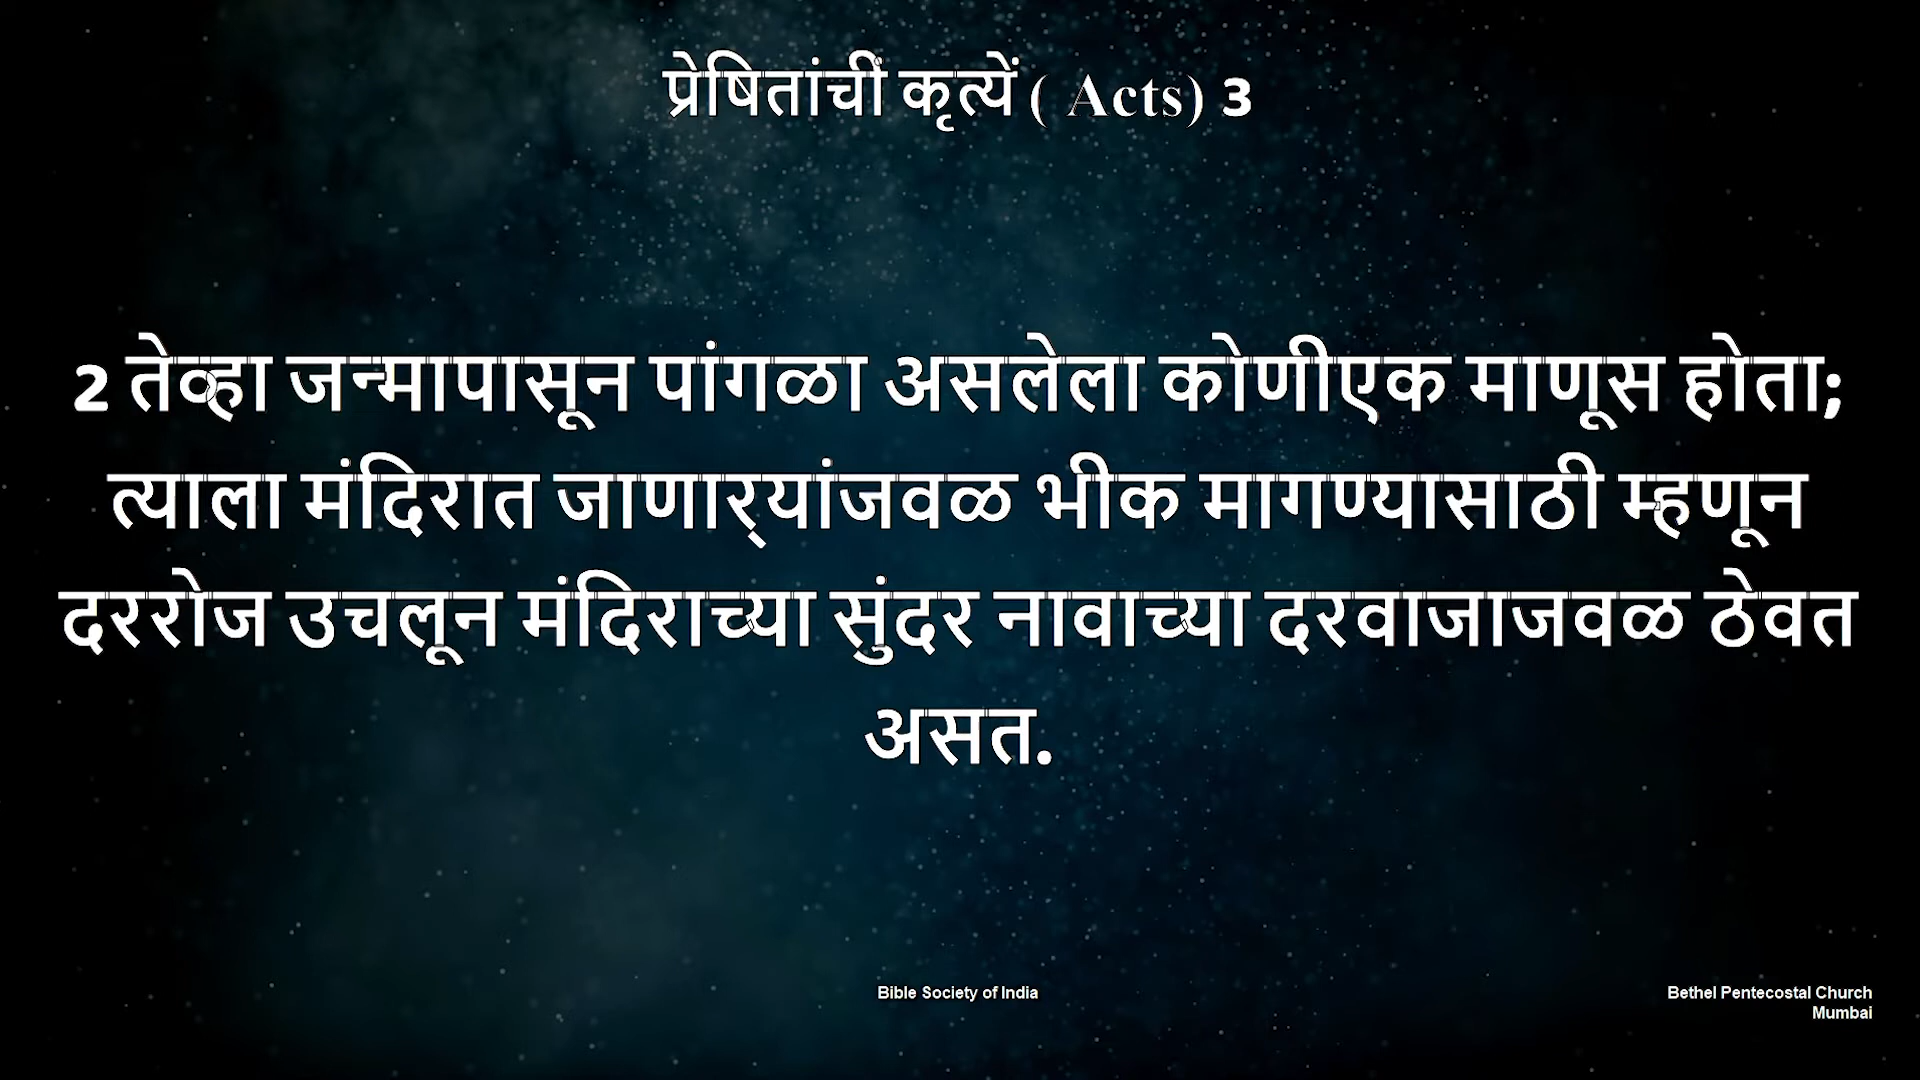 प्रेषितांचीं कृत्यें ( Acts) 3
2 तेव्हा जन्मापासून पांगळा असलेला कोणीएक माणूस होता;
त्याला मंदिरात जाणार्‍यांजवळ भीक मागण्यासाठी म्हणून
दररोज उचलून मंदिराच्या सुंदर नावाच्या दरवाजाजवळ ठेवत
असत.
Bible Society of India
Bethel Pentecostal Church
Mumbai